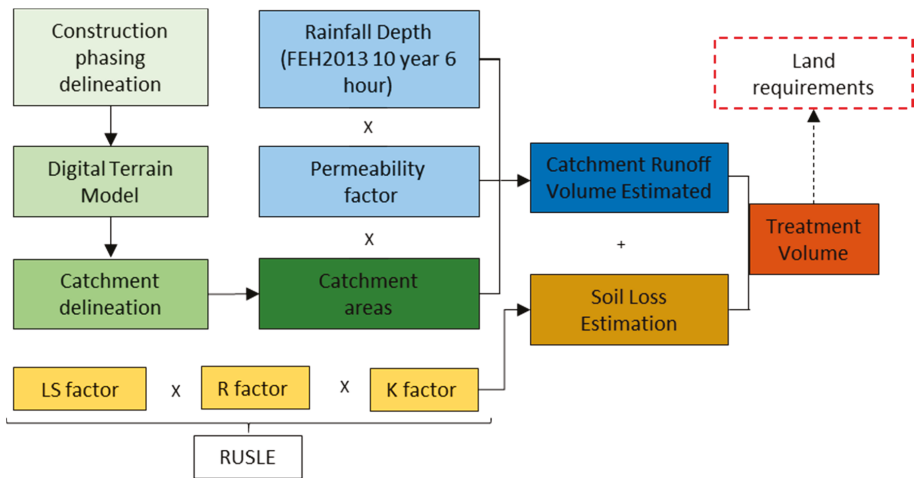 Construction
phasing
delineation
Digital Terrain
Model
Catchment
delineation
Rainfall Depth
(FEH2013 10 year 6
hour)
X
Permeability
factor
X
Catchment
areas
Catchment Runoff
Volume Estimated
+
Soil Loss
Estimation
Treatment
Volume
Land
requirements
LS factor X R factor X K factor
RUSLE